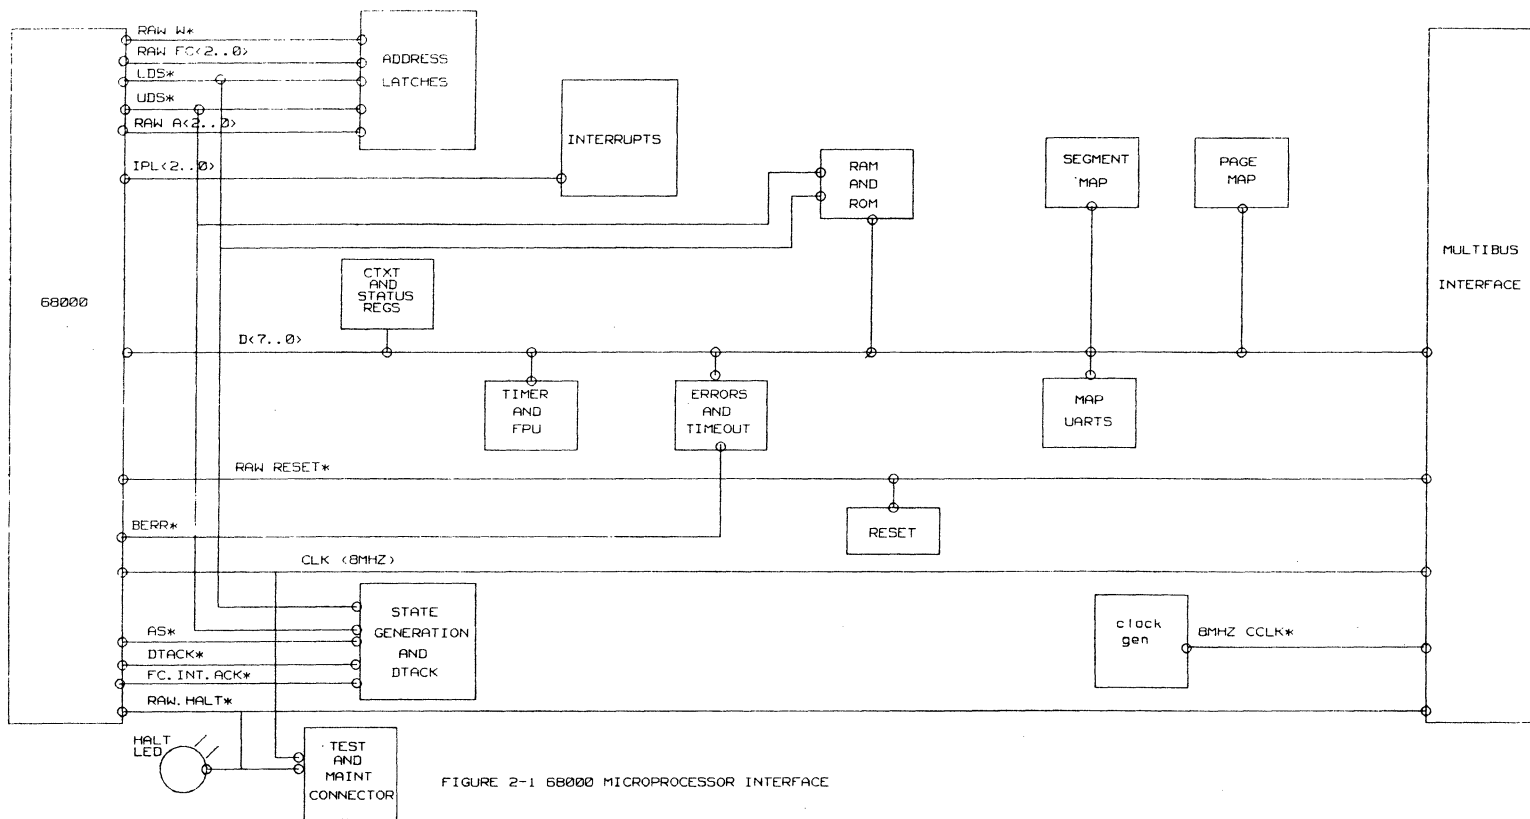 RAW W*
RAW FC<2..0>
LDS*
UDS*
RAW A<2..0>
IPL<2..0>
ADDRESS
LATCHES
INTERRUPTS
RAM
AND
ROM
SEGMENT
MAP
PAGE
MAP
MULTIBUS
INTERFACE
68000
CTXT
AND
STATUS
REGS
D<7..0>
TIMER
AND
FPU
ERRORS
AND
TIMEOUT
MAP
UARTS
RAW RESET*
RESET
BERR*
CLK (8MHZ)
STATE
GENERATION
AND
DTACK
clock
gen
8MHZ CCLK*
AS*
DTACK*
FC.INT.ACK*
RAW.HALT*
HALT
LED
TEST
AND
MAINT
CONNECTOR
FIGURE 2-1 68000 MICROPROCESSOR INTERFACE